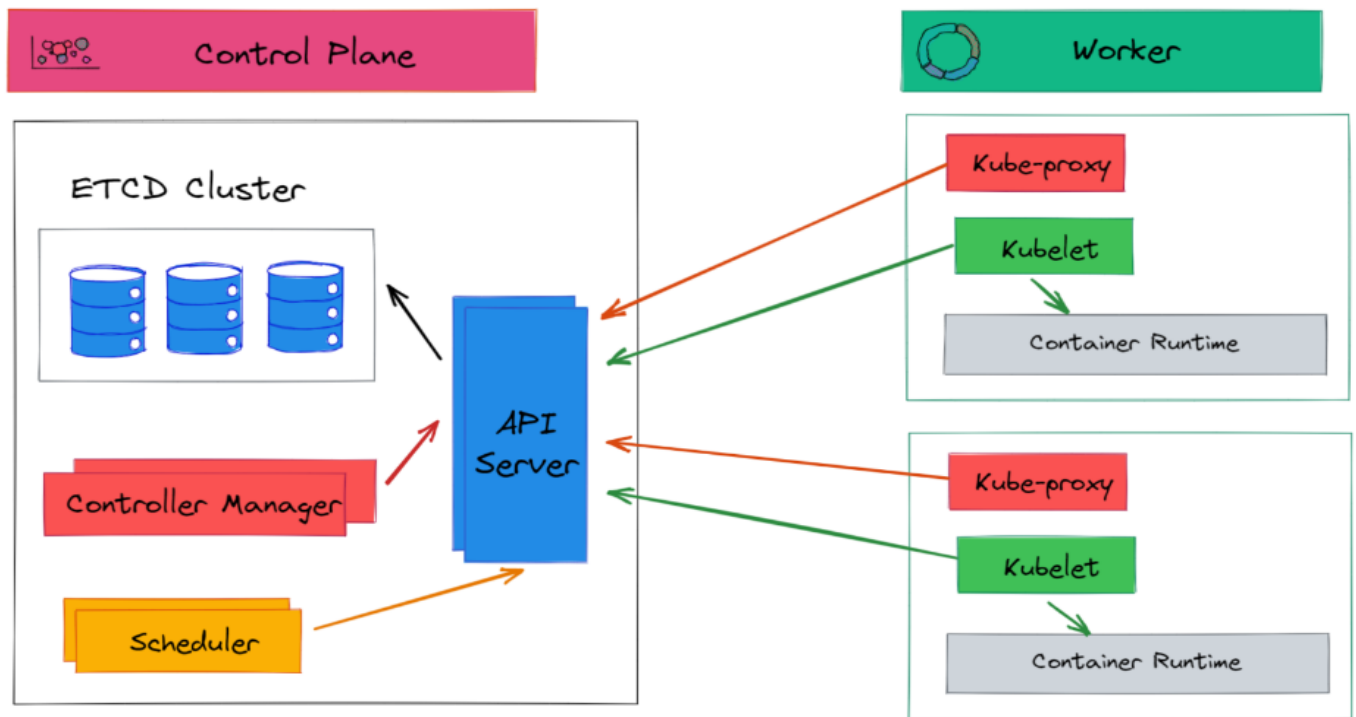 Control Plane
Worker
ETCD Cluster
API
Server
Controller Manager
Scheduler
Kube-proxy
Kubelet
Container Runtime
Kube-proxy
Kubelet
Container Runtime